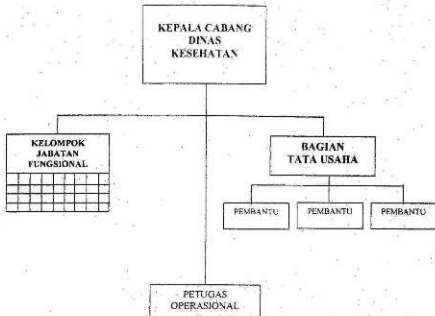 KEPALA CABANG
DINAS
KESEHATAN
KELOMPOK
JABATAN
FUNGSIONAL
BAGIAN
TATA USAHA
PEMBANTU
PEMBANTU
PEMBANTU
PETUGAS
OPERASIONAL